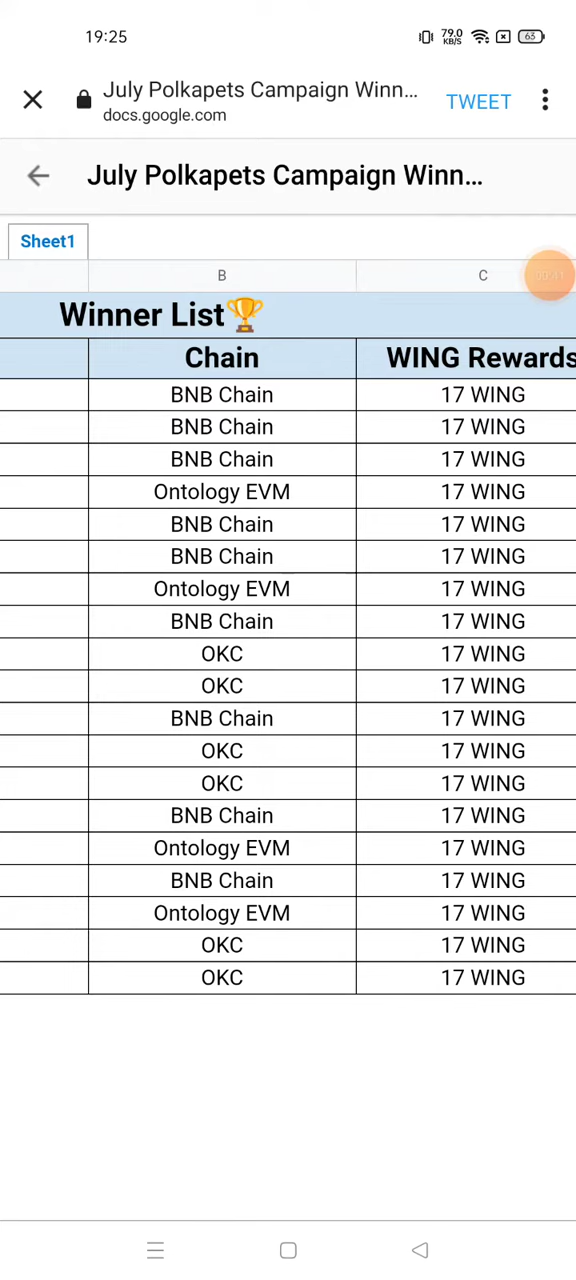 19:25
79.0
KB/S
63
July Polkapets Campaign Winn...
docs.google.com
TWEET
July Polkapets Campaign Winn...
Sheet1
B C
Winner List🏆
Chain WING Rewards
BNB Chain 17 WING
BNB Chain 17 WING
BNB Chain 17 WING
Ontology EVM 17 WING
BNB Chain 17 WING
BNB Chain 17 WING
Ontology EVM 17 WING
BNB Chain 17 WING
OKC 17 WING
OKC 17 WING
BNB Chain 17 WING
OKC 17 WING
OKC 17 WING
BNB Chain 17 WING
Ontology EVM 17 WING
BNB Chain 17 WING
Ontology EVM 17 WING
OKC 17 WING
OKC 17 WING